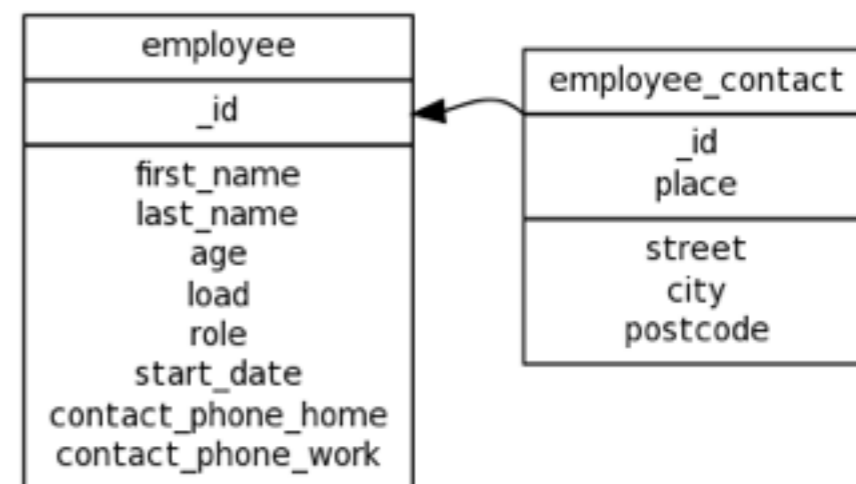 employee
_id
first_name
last_name
age
load
role
start_date
contact_phone_home
contact_phone_work
employee_contact
_id
place
street
city
postcode